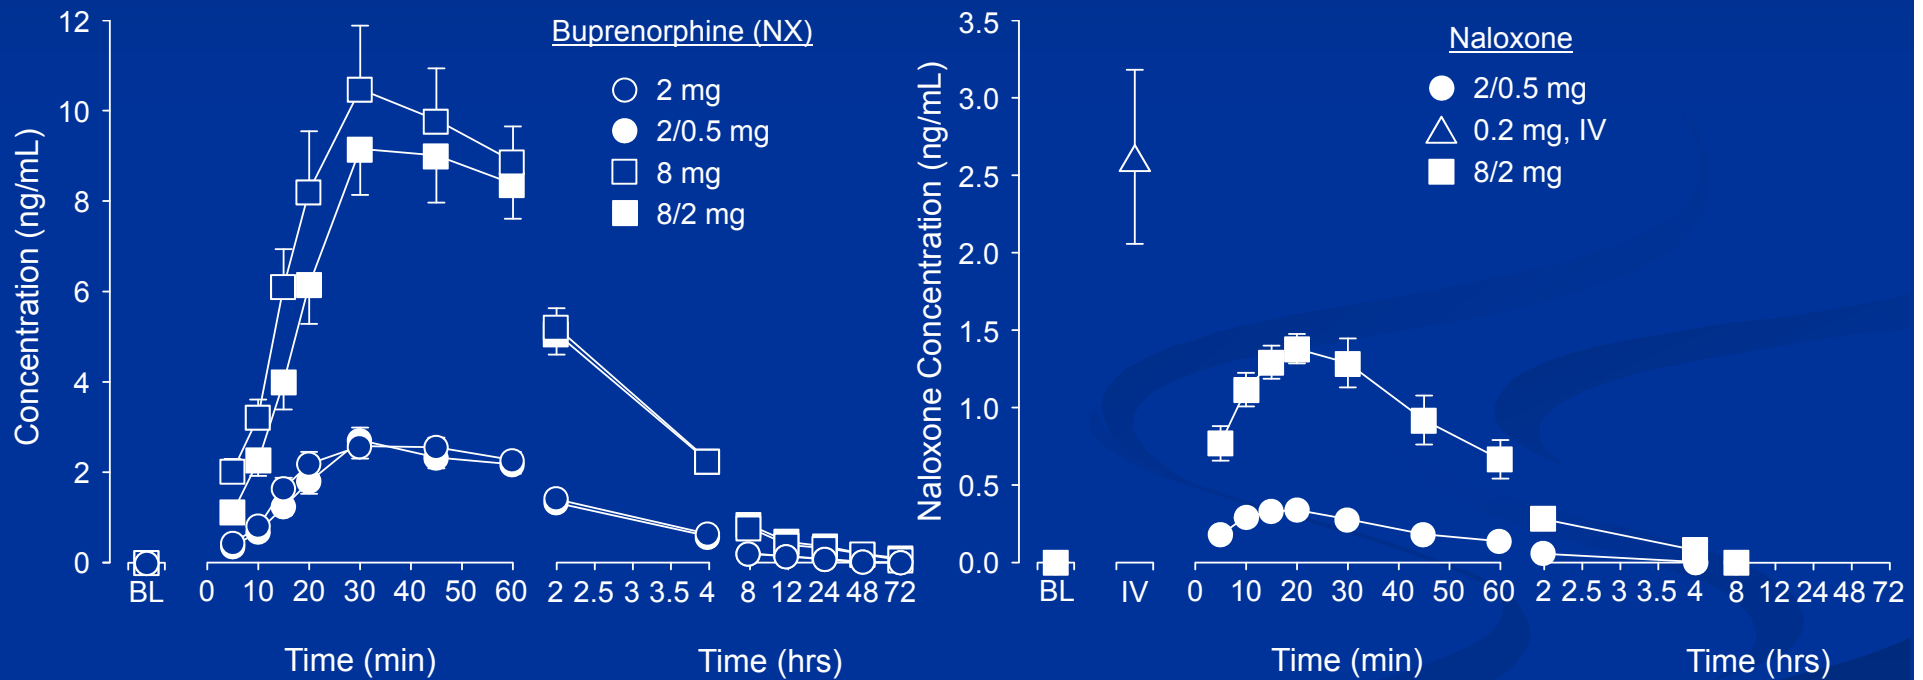 Buprenorphine (NX)
2 mg
2/0.5 mg
8 mg
8/2 mg
Concentration (ng/mL)
12
10
8
6
4
2
0
BL
0 10 20 30 40 50 60
2 2.5 3 3.5 4
8 12 24 48 72
Time (min)
Time (hrs)
Naloxone
2/0.5 mg
0.2 mg, IV
8/2 mg
Naloxone Concentration (ng/mL)
3.5
3.0
2.5
2.0
1.5
1.0
0.5
0.0
BL
IV
0 10 20 30 40 50 60
2 2.5 3 3.5 4
8 12 24 48 72
Time (min)
Time (hrs)